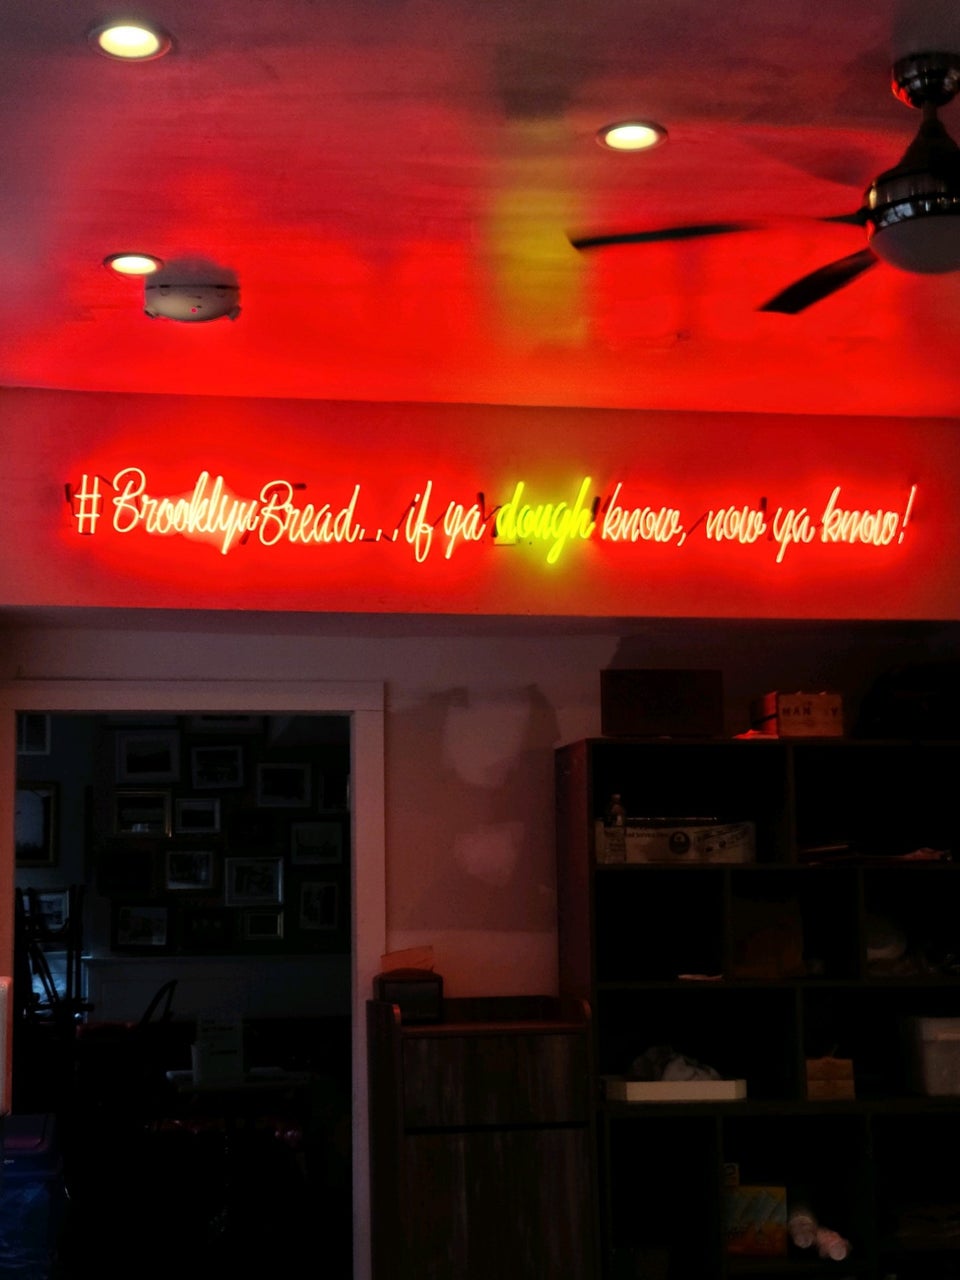 #BrooklynBread...if ya dough know, now ya know!